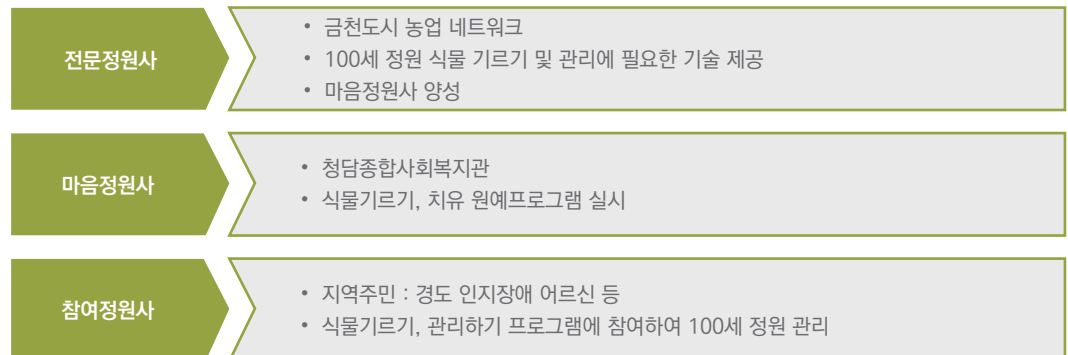 전문정원사
• 금천도시 농업 네트워크
• 100세 정원 식물 기르기 및 관리에 필요한 기술 제공
• 마음정원사 양성
마음정원사
• 청담종합사회복지관
• 식물기르기, 치유 원예프로그램 실시
참여정원사
• 지역주민 : 경도 인지장애 어르신 등
• 식물기르기, 관리하기 프로그램에 참여하여 100세 정원 관리